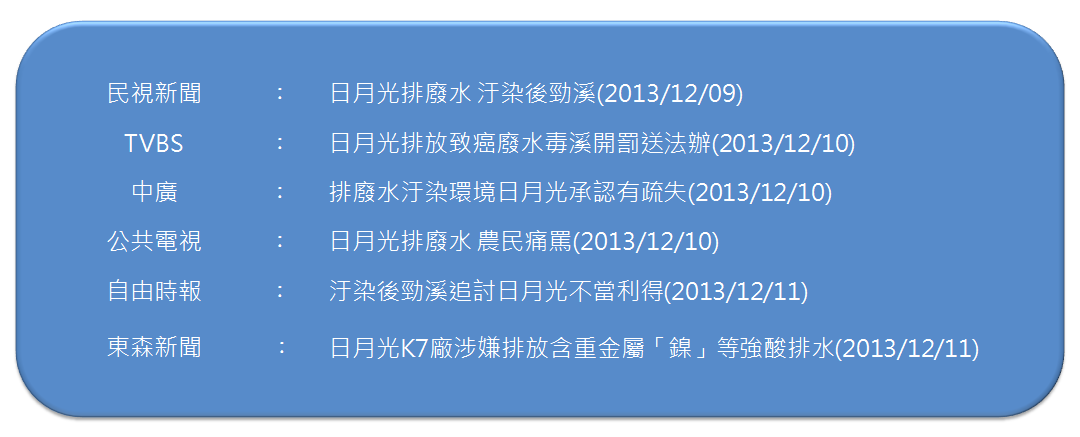 民視新聞 : 日月光排廢水 汙染後勁溪(2013/12/09)
TVBS : 日月光排放致癌廢水毒溪開罰送法辦(2013/12/10)
中廣 : 排廢水汙染環境日月光承認有疏失(2013/12/10)
公共電視 : 日月光排廢水 農民痛罵(2013/12/10)
自由時報 : 汙染後勁溪追討日月光不當利得(2013/12/11)
東森新聞 : 日月光K7廠涉嫌排放含重金屬「鎳」等強酸排水(2013/12/11)